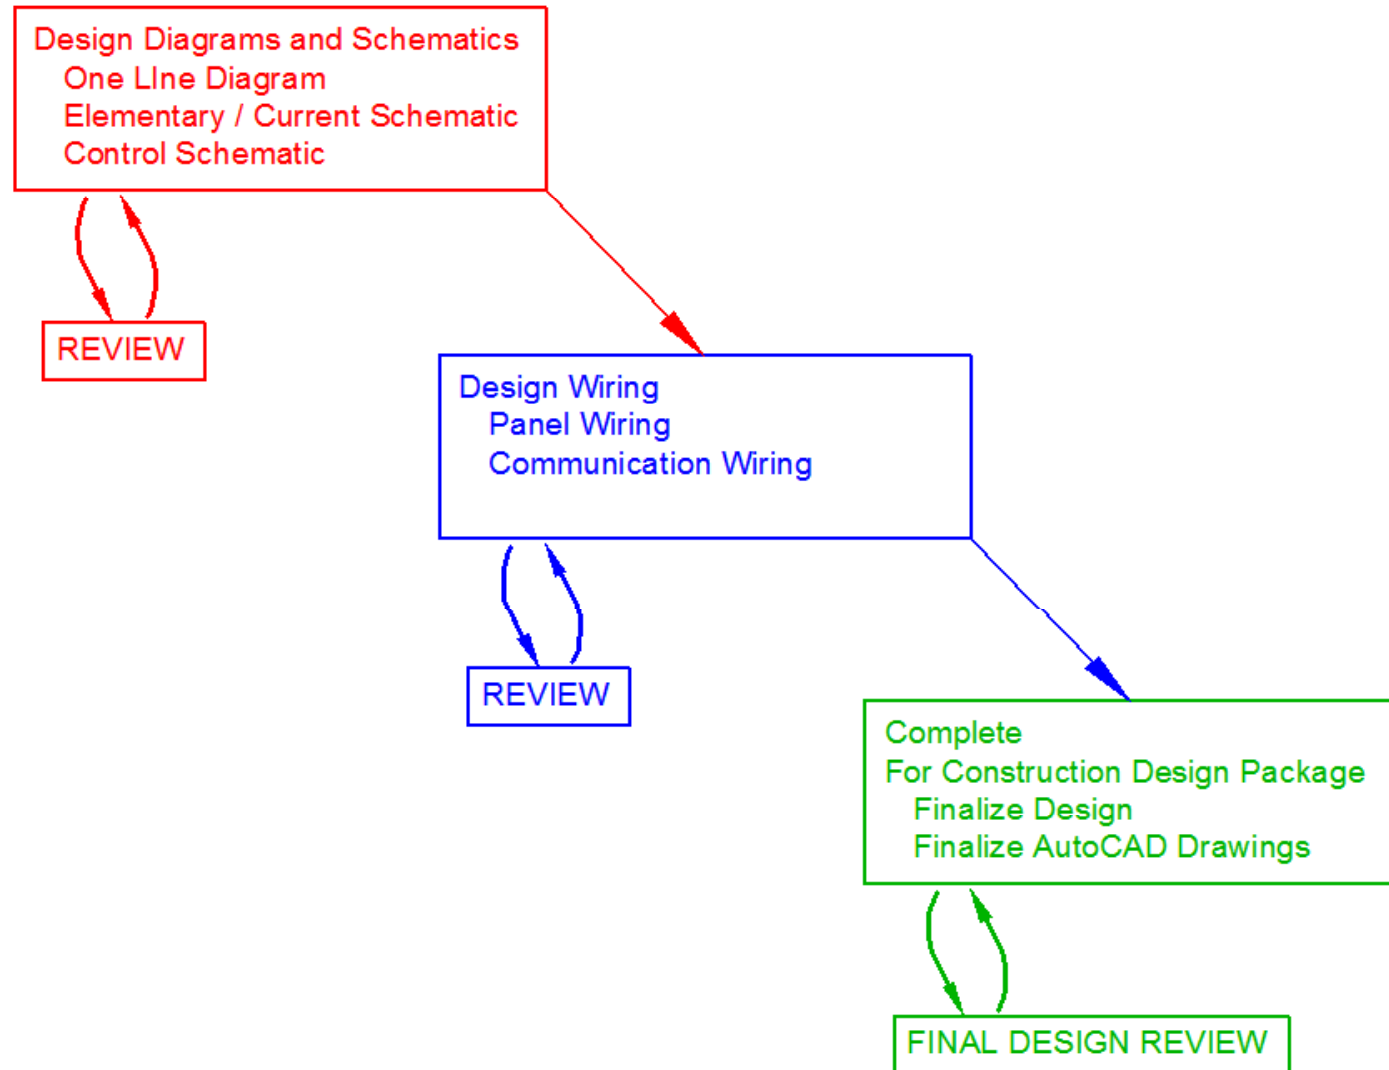 Design Diagrams and Schematics
One LIne Diagram
Elementary / Current Schematic
Control Schematic
REVIEW
Design Wiring
Panel Wiring
Communication Wiring
REVIEW
Complete
For Construction Design Package
Finalize Design
Finalize AutoCAD Drawings
FINAL DESIGN REVIEW